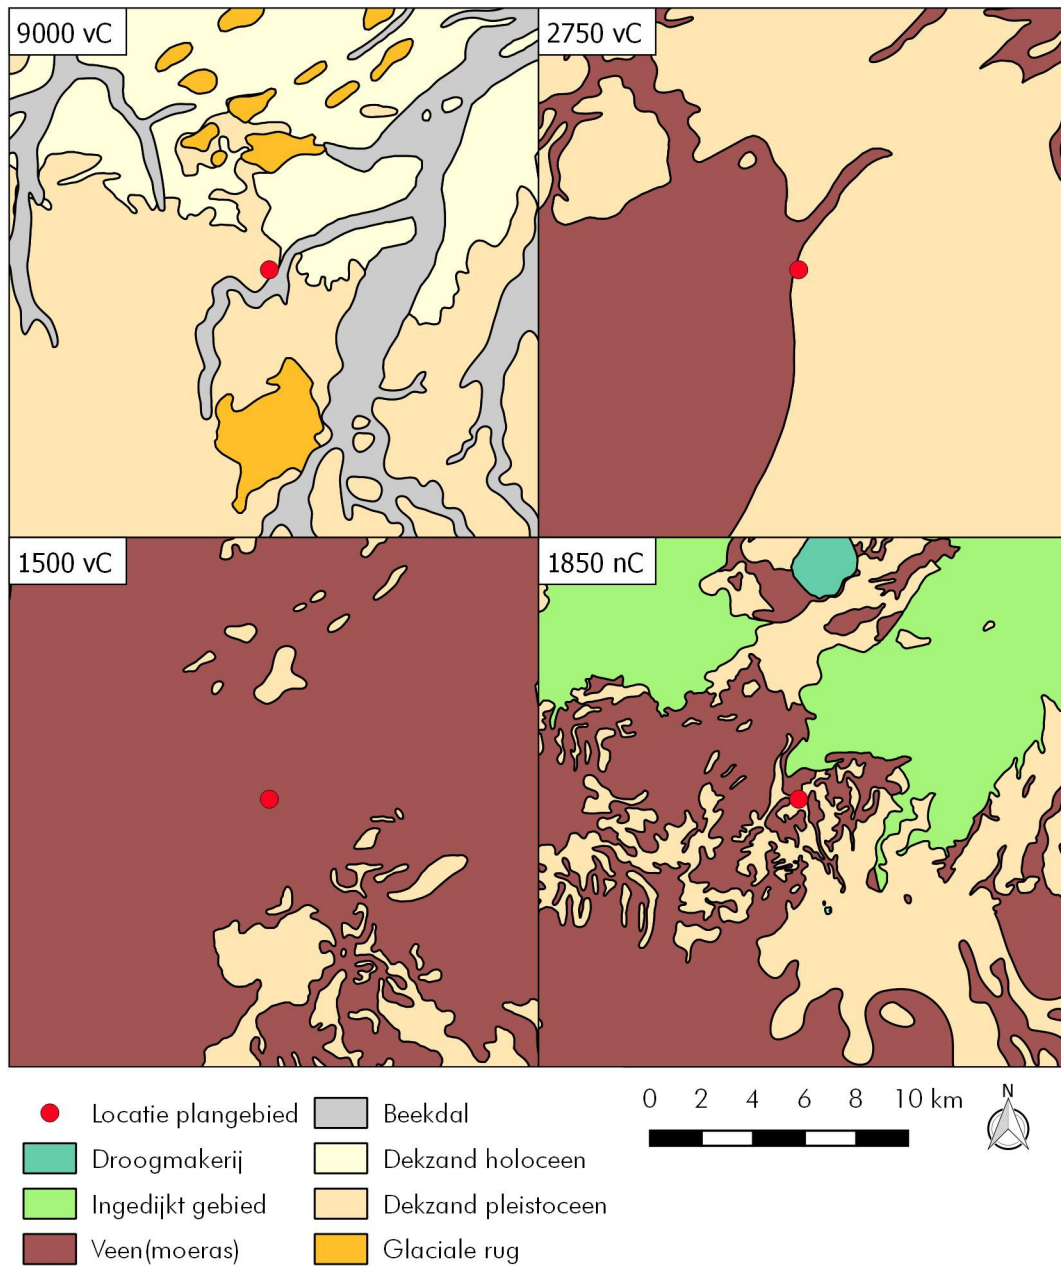 9000 vC
2750 vC
1500 vC
1850 nC
Locatie plangebied
Droogmakerij
Ingedijkt gebied
Veen(moeras)
Beekdal
Dekzand holoceen
Dekzand pleistoceen
Glaciale rug
0 2 4 6 8 10 km
N